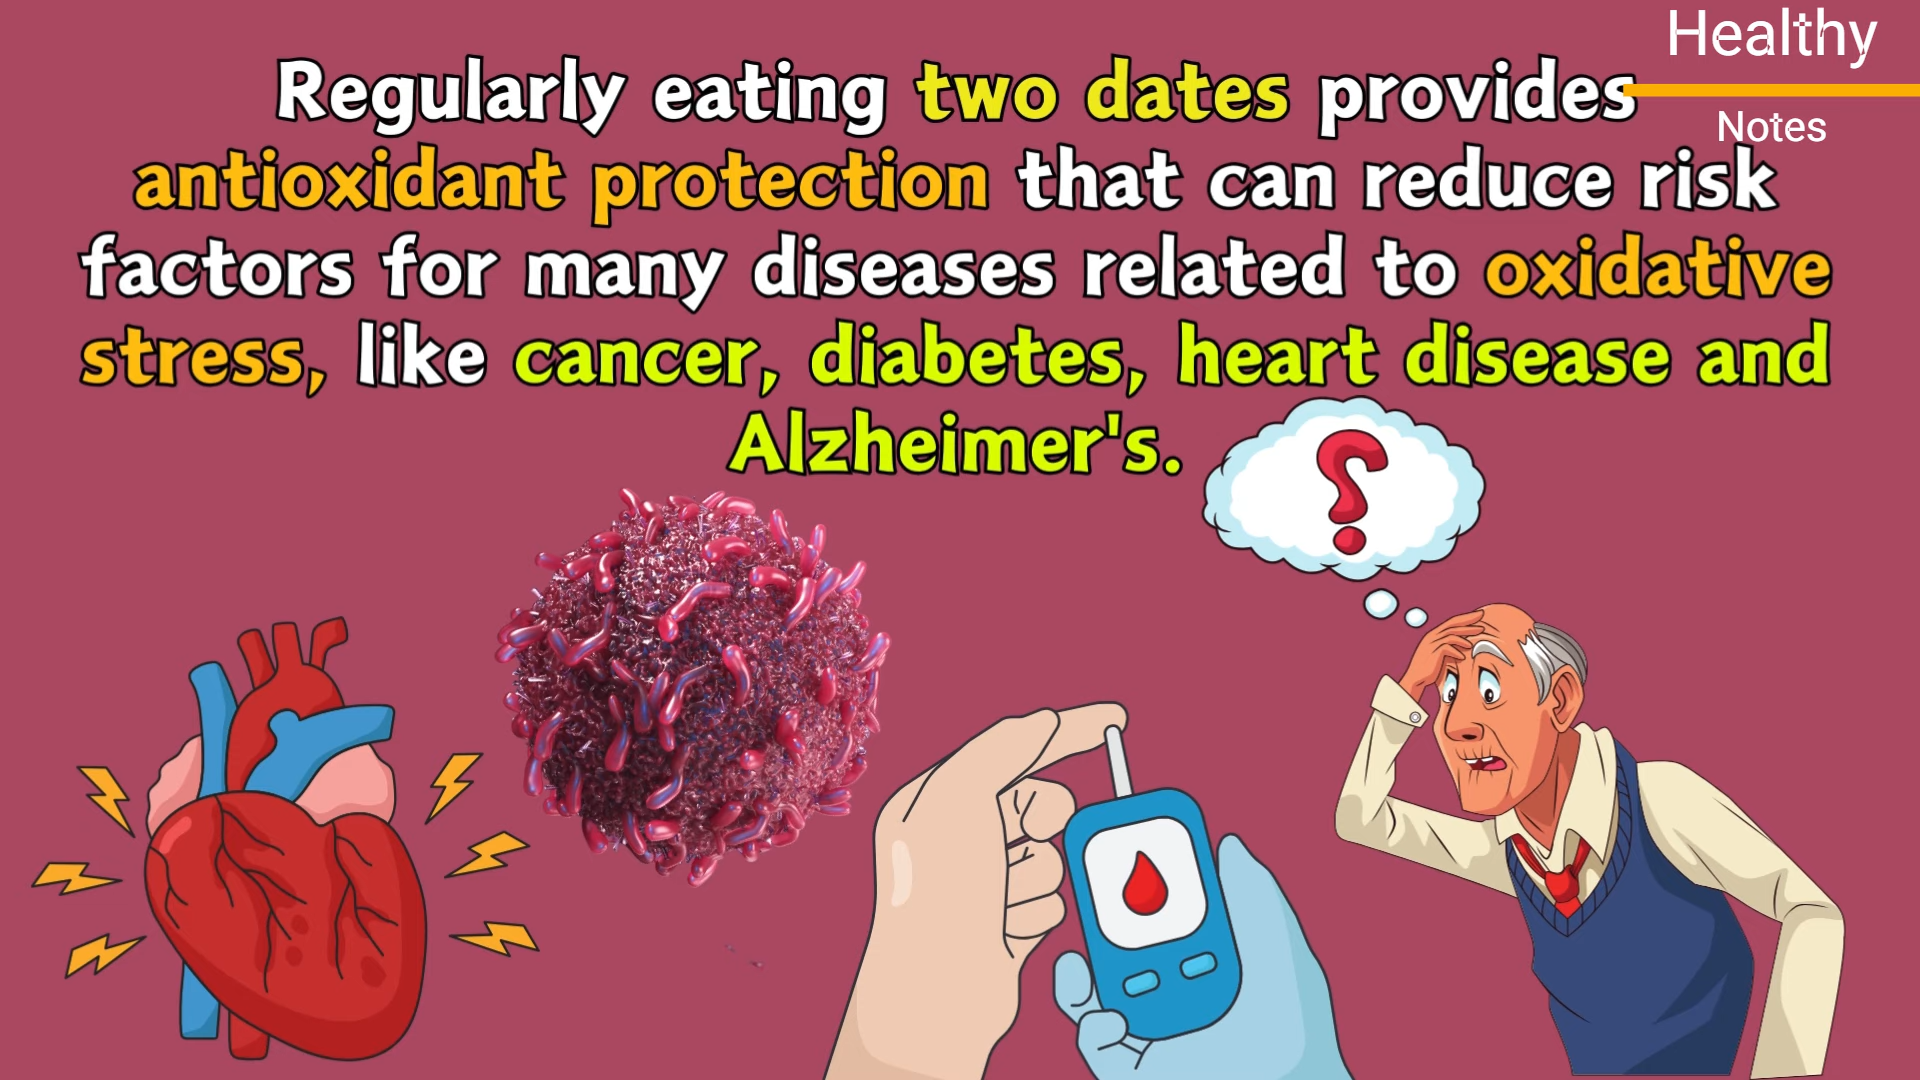 Healthy
Notes
Regularly eating two dates provides
antioxidant protection that can reduce risk
factors for many diseases related to oxidative
stress, like cancer, diabetes, heart disease and
Alzheimer's.
?